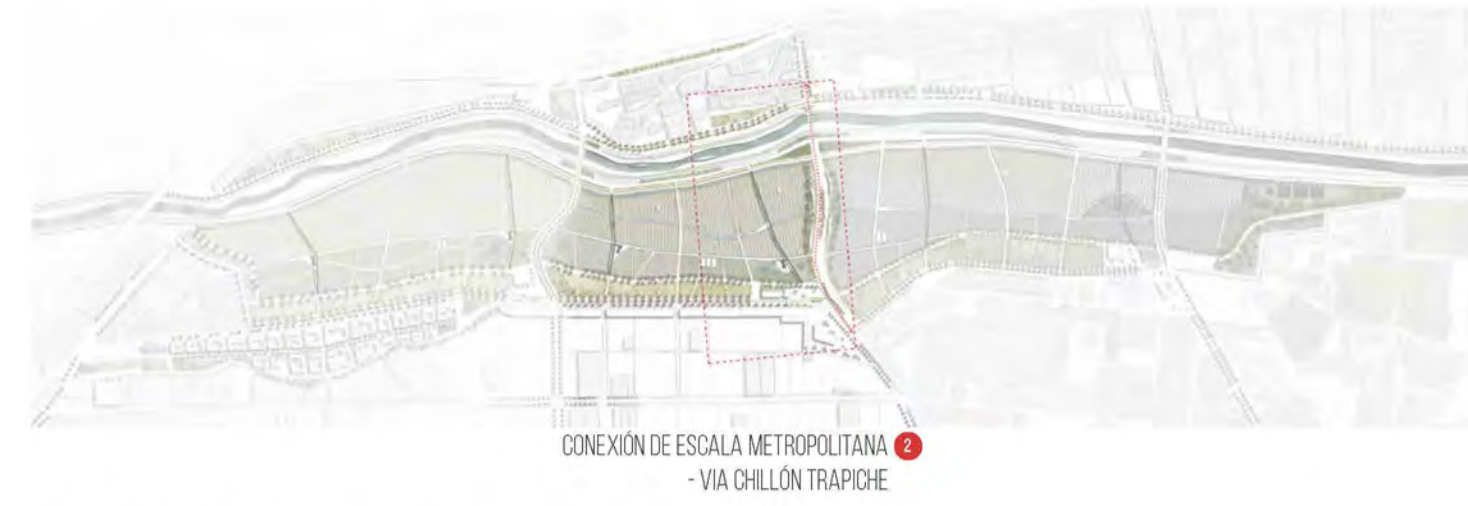 CONEXIÓN DE ESCALA METROPOLITANA 2
- VIA CHILLÓN TRAPICHE